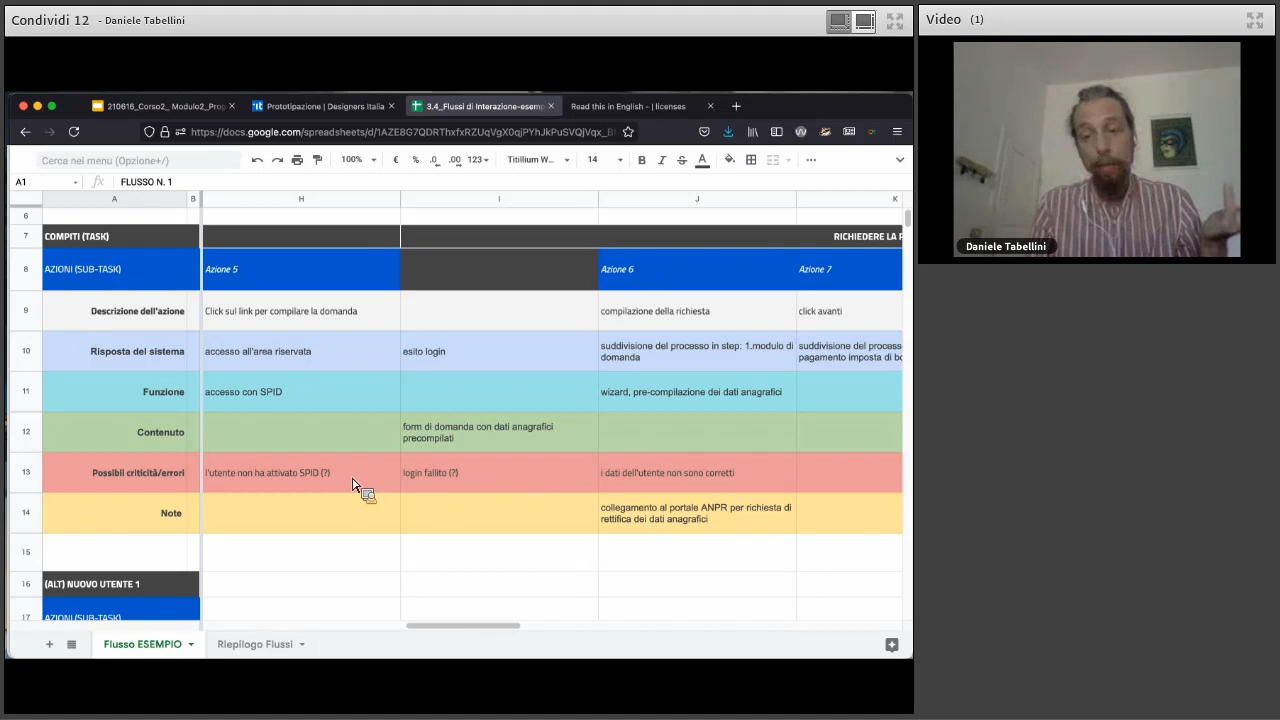 Condividi 12 - Daniele Tabellini
Video (1)
210616_Corso2_ Modulo2_Prog
Prototipazione | Designers Italia
3.4_Flussi di Interazione-esemp
Read this in English - | licenses
https://docs.google.com/spreadsheets/d/1AZE8G7QDRThxfxRZUqVgX0qjPYhJkPuSVQjVqx_B
Cerca nei menu (Opzione+/)
100%
€ % .0 .00 123
Titillium W...
14
B I S A
A1
fx FLUSSO N. 1
A B H I J K
6
7 COMPITI (TASK) RICHIEDERE LA
8 AZIONI (SUB-TASK) Azione 5 Azione 6 Azione 7
9 Descrizione dell'azione Click sul link per compilare la domanda compilazione della richiesta click avanti
10 Risposta del sistema accesso all'area riservata esito login suddivisione del processo in step: 1.modulo di domanda suddivisione del processo pagamento imposta di bo
11 Funzione accesso con SPID wizard, pre-compilazione dei dati anagrafici
12 Contenuto form di domanda con dati anagrafici precompilati
13 Possibli criticità/errori l'utente non ha attivato SPID (?) login fallito (?) i dati dell'utente non sono corretti
14 Note collegamento al portale ANPR per richiesta di rettifica dei dati anagrafici
15
16 (ALT) NUOVO UTENTE 1
17 AZIONI (SUB-TASK)
Flusso ESEMPIO
RIepilogo Flussi
Daniele Tabellini